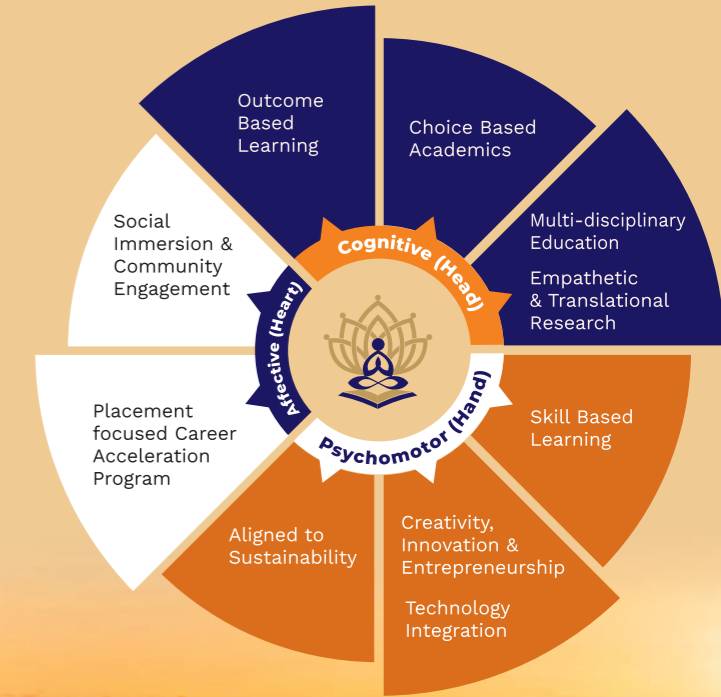 Outcome
Based
Learning
Choice Based
Academics
Multi-disciplinary
Education
Empathetic
& Translational
Research
Skill Based
Learning
Creativity,
Innovation &
Entrepreneurship
Technology
Integration
Aligned to
Sustainability
Placement
focused Career
Acceleration
Program
Social
Immersion &
Community
Engagement
Cognitive (Head)
Psychomotor (Hand)
Affective (Heart)